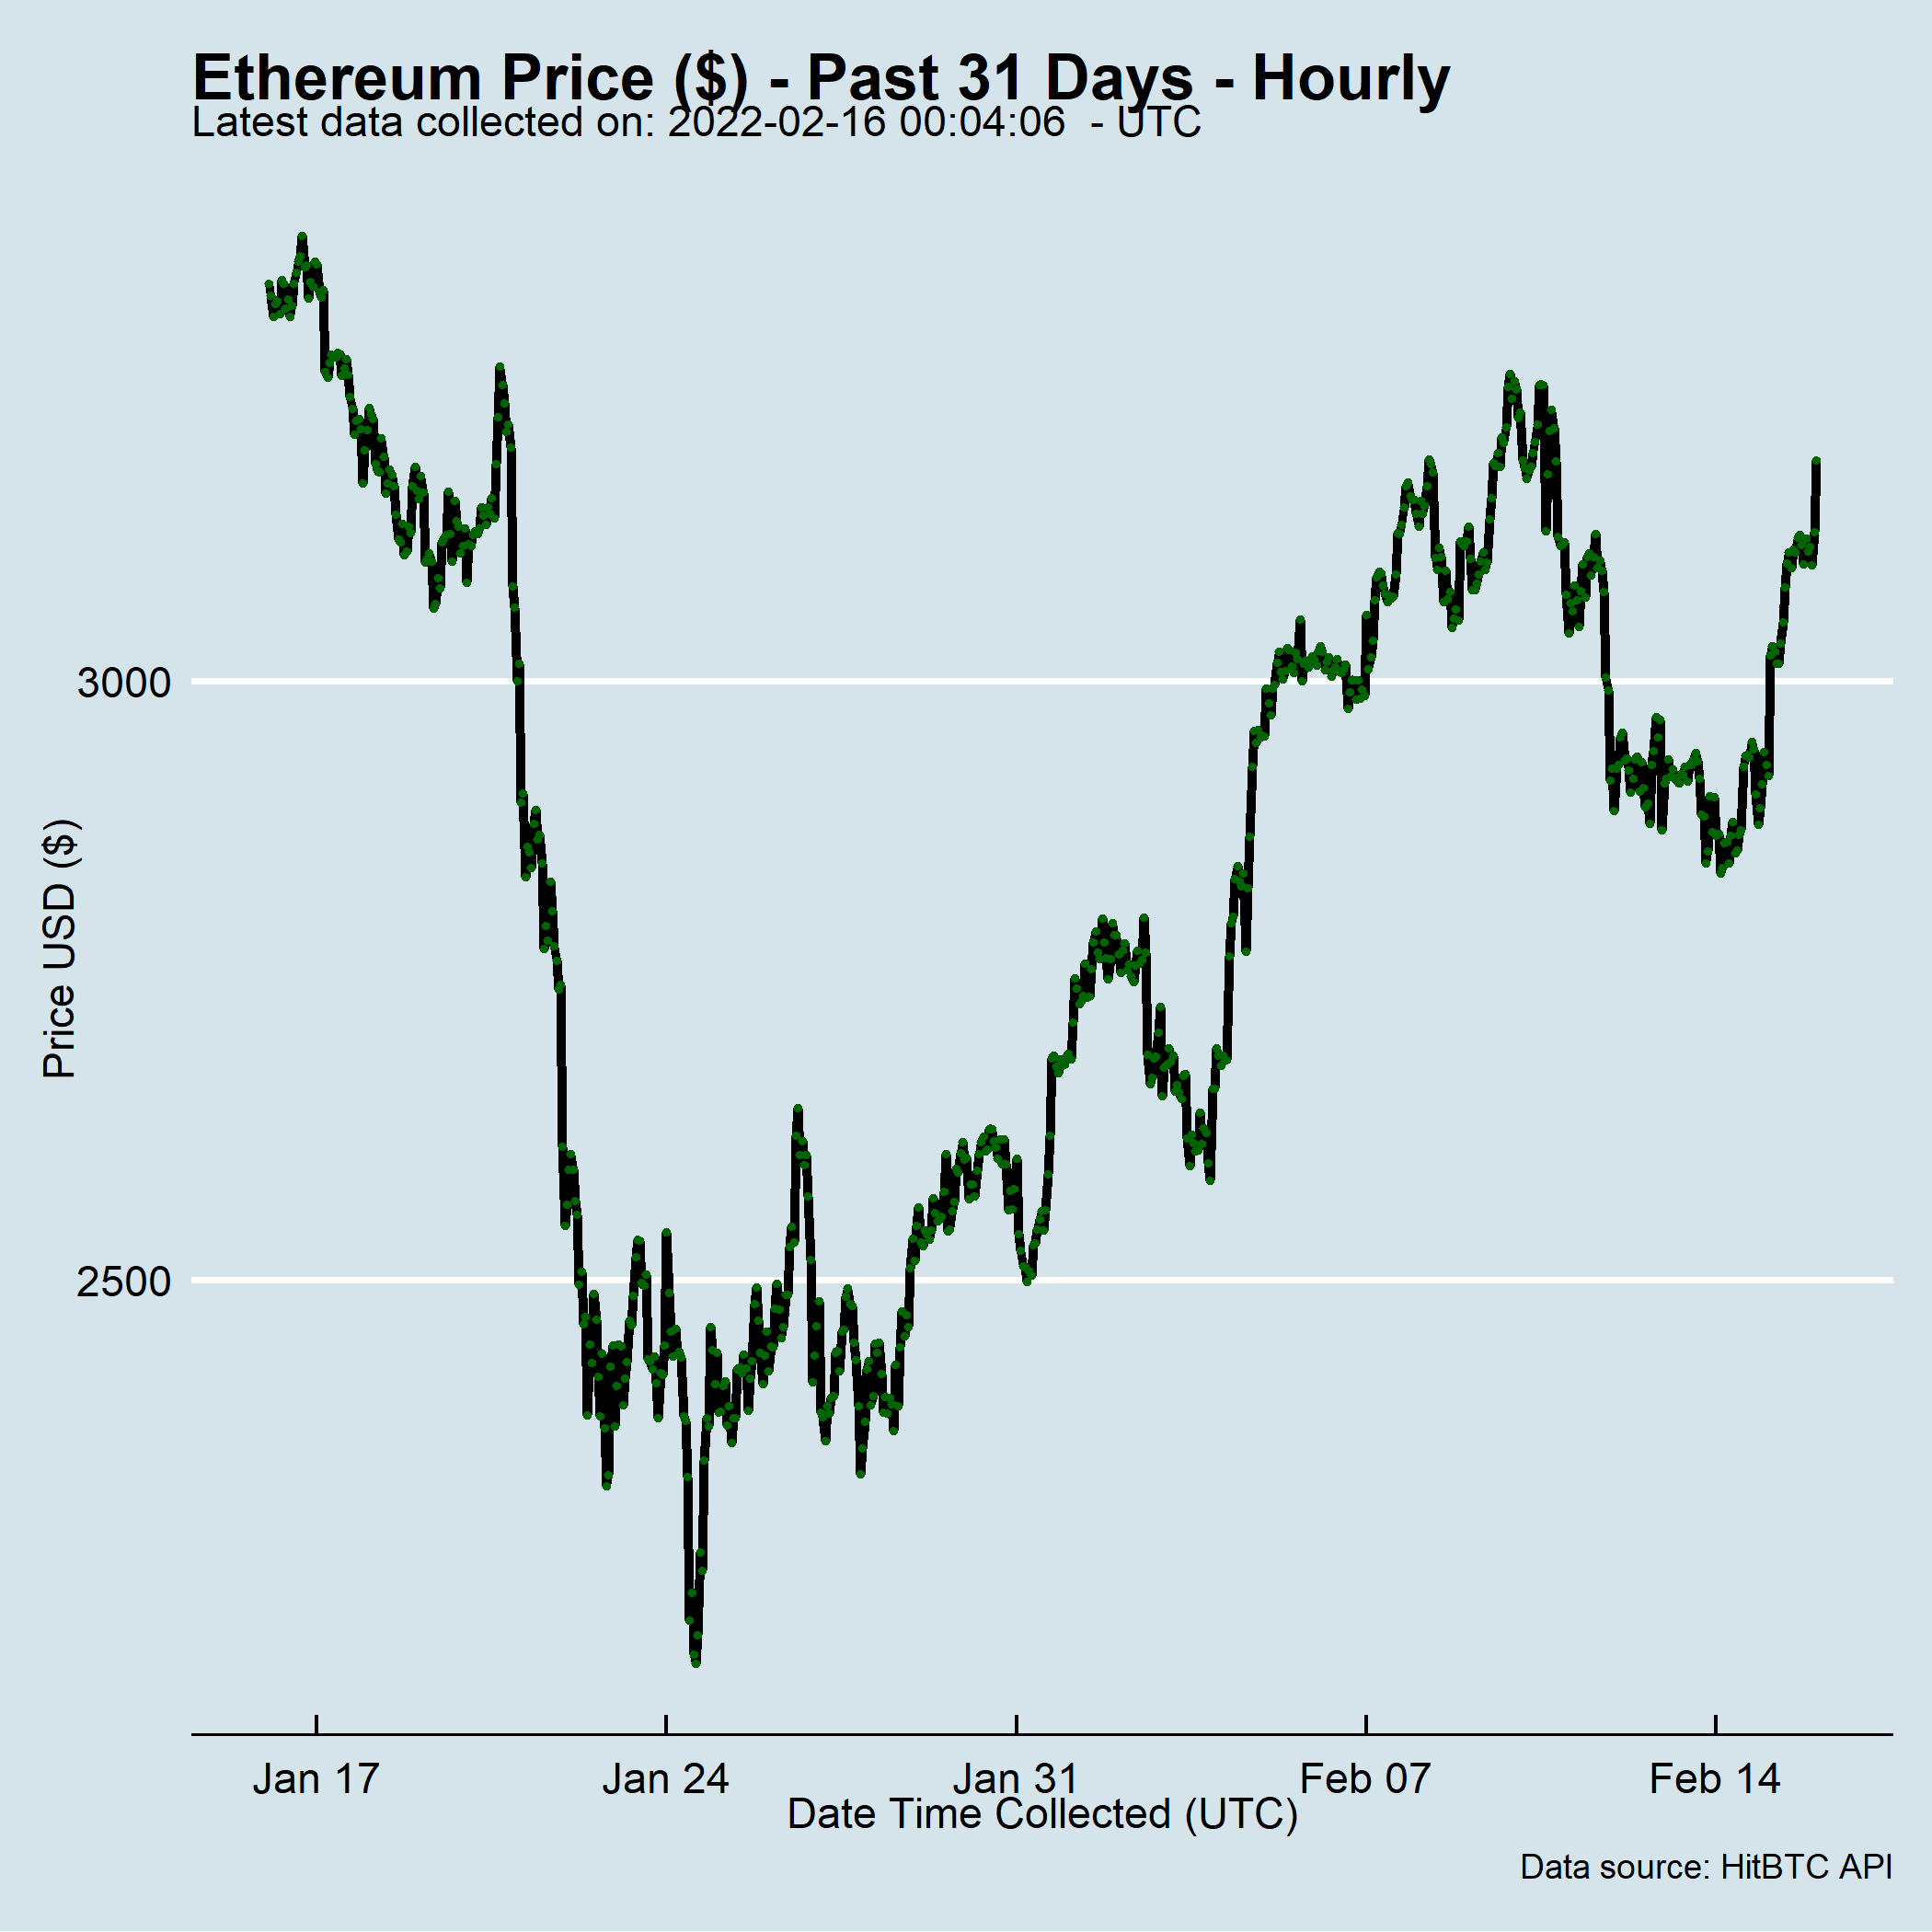 Ethereum Price ($) - Past 31 Days - Hourly
Latest data collected on: 2022-02-16 00:04:06  - UTC
3000
2500
Price USD ($)
Jan 17
Jan 24
Jan 31
Feb 07
Feb 14
Date Time Collected (UTC)
Data source: HitBTC API